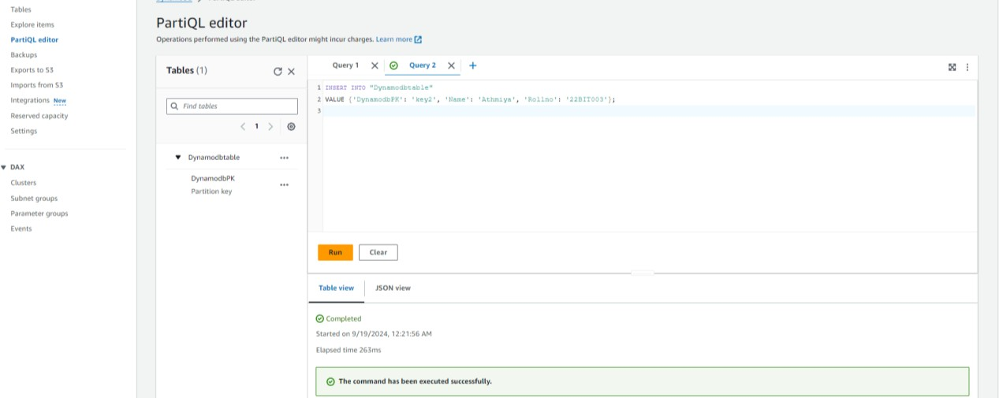 Tables
Explore items
PartiQL editor
Backups
Exports to S3
Imports from S3
Integrations New
Reserved capacity
Settings
DAX
Clusters
Subnet groups
Parameter groups
Events
PartiQL editor
Operations performed using the PartiQL editor might incur charges. Learn more
Tables (1)
Find tables
1
Dynamodbtable
DynamodbPK
Partition key
Query 1
Query 2
1 INSERT INTO "Dynamodbtable"
2 VALUE {'DynamodbPK': 'key2', 'Name': 'Athmiya', 'Rollno': '22BIT003'};
3
Run
Clear
Table view
JSON view
Completed
Started on 9/19/2024, 12:21:56 AM
Elapsed time 263ms
The command has been executed successfully.